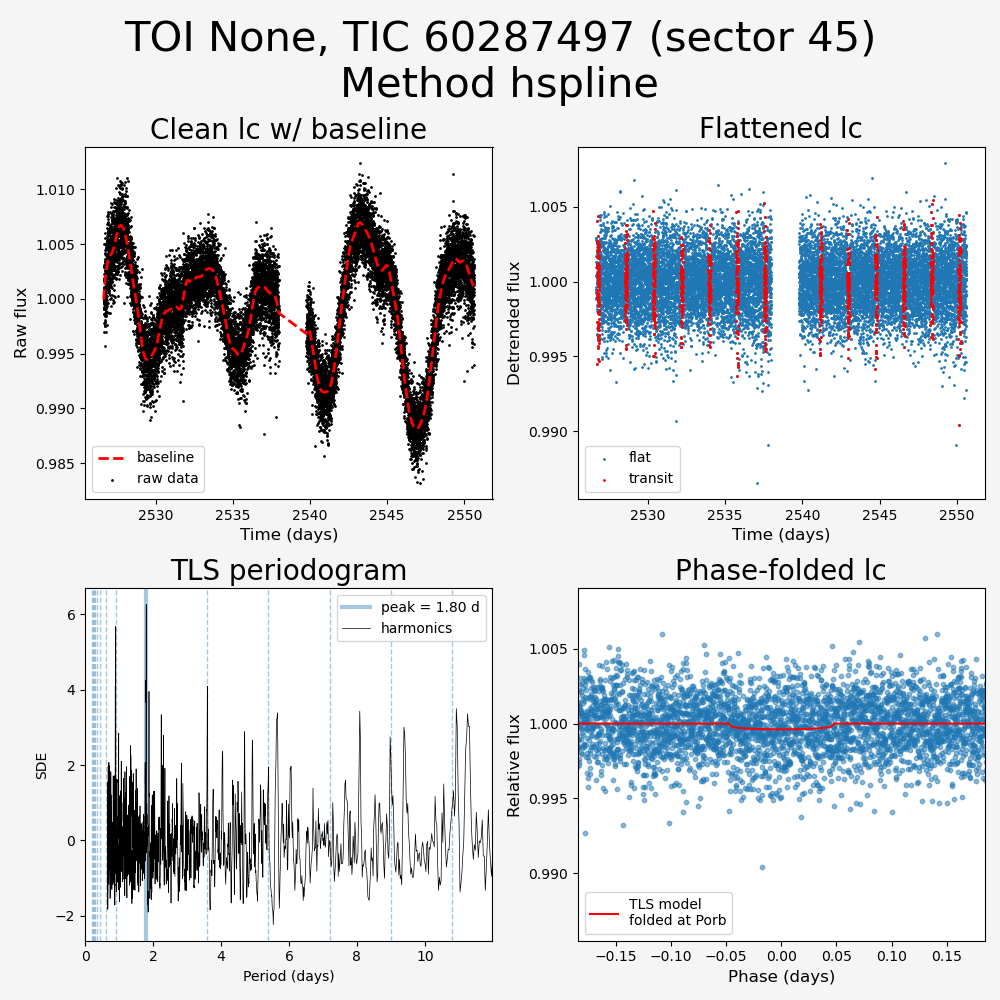 TOI None, TIC 60287497 (sector 45)
Method hspline
Clean lc w/ baseline
Raw flux
1.010
1.005
1.000
0.995
0.990
0.985
baseline
raw data
2530
2535
2540
2545
2550
Time (days)
Flattened lc
Detrended flux
1.005
1.000
0.995
0.990
flat
transit
2530
2535
2540
2545
2550
Time (days)
TLS periodogram
SDE
6
4
2
0
−2
peak = 1.80 d
harmonics
0
2
4
6
8
10
Period (days)
Phase-folded lc
Relative flux
1.005
1.000
0.995
0.990
TLS model
folded at Porb
−0.15
−0.10
−0.05
0.00
0.05
0.10
0.15
Phase (days)